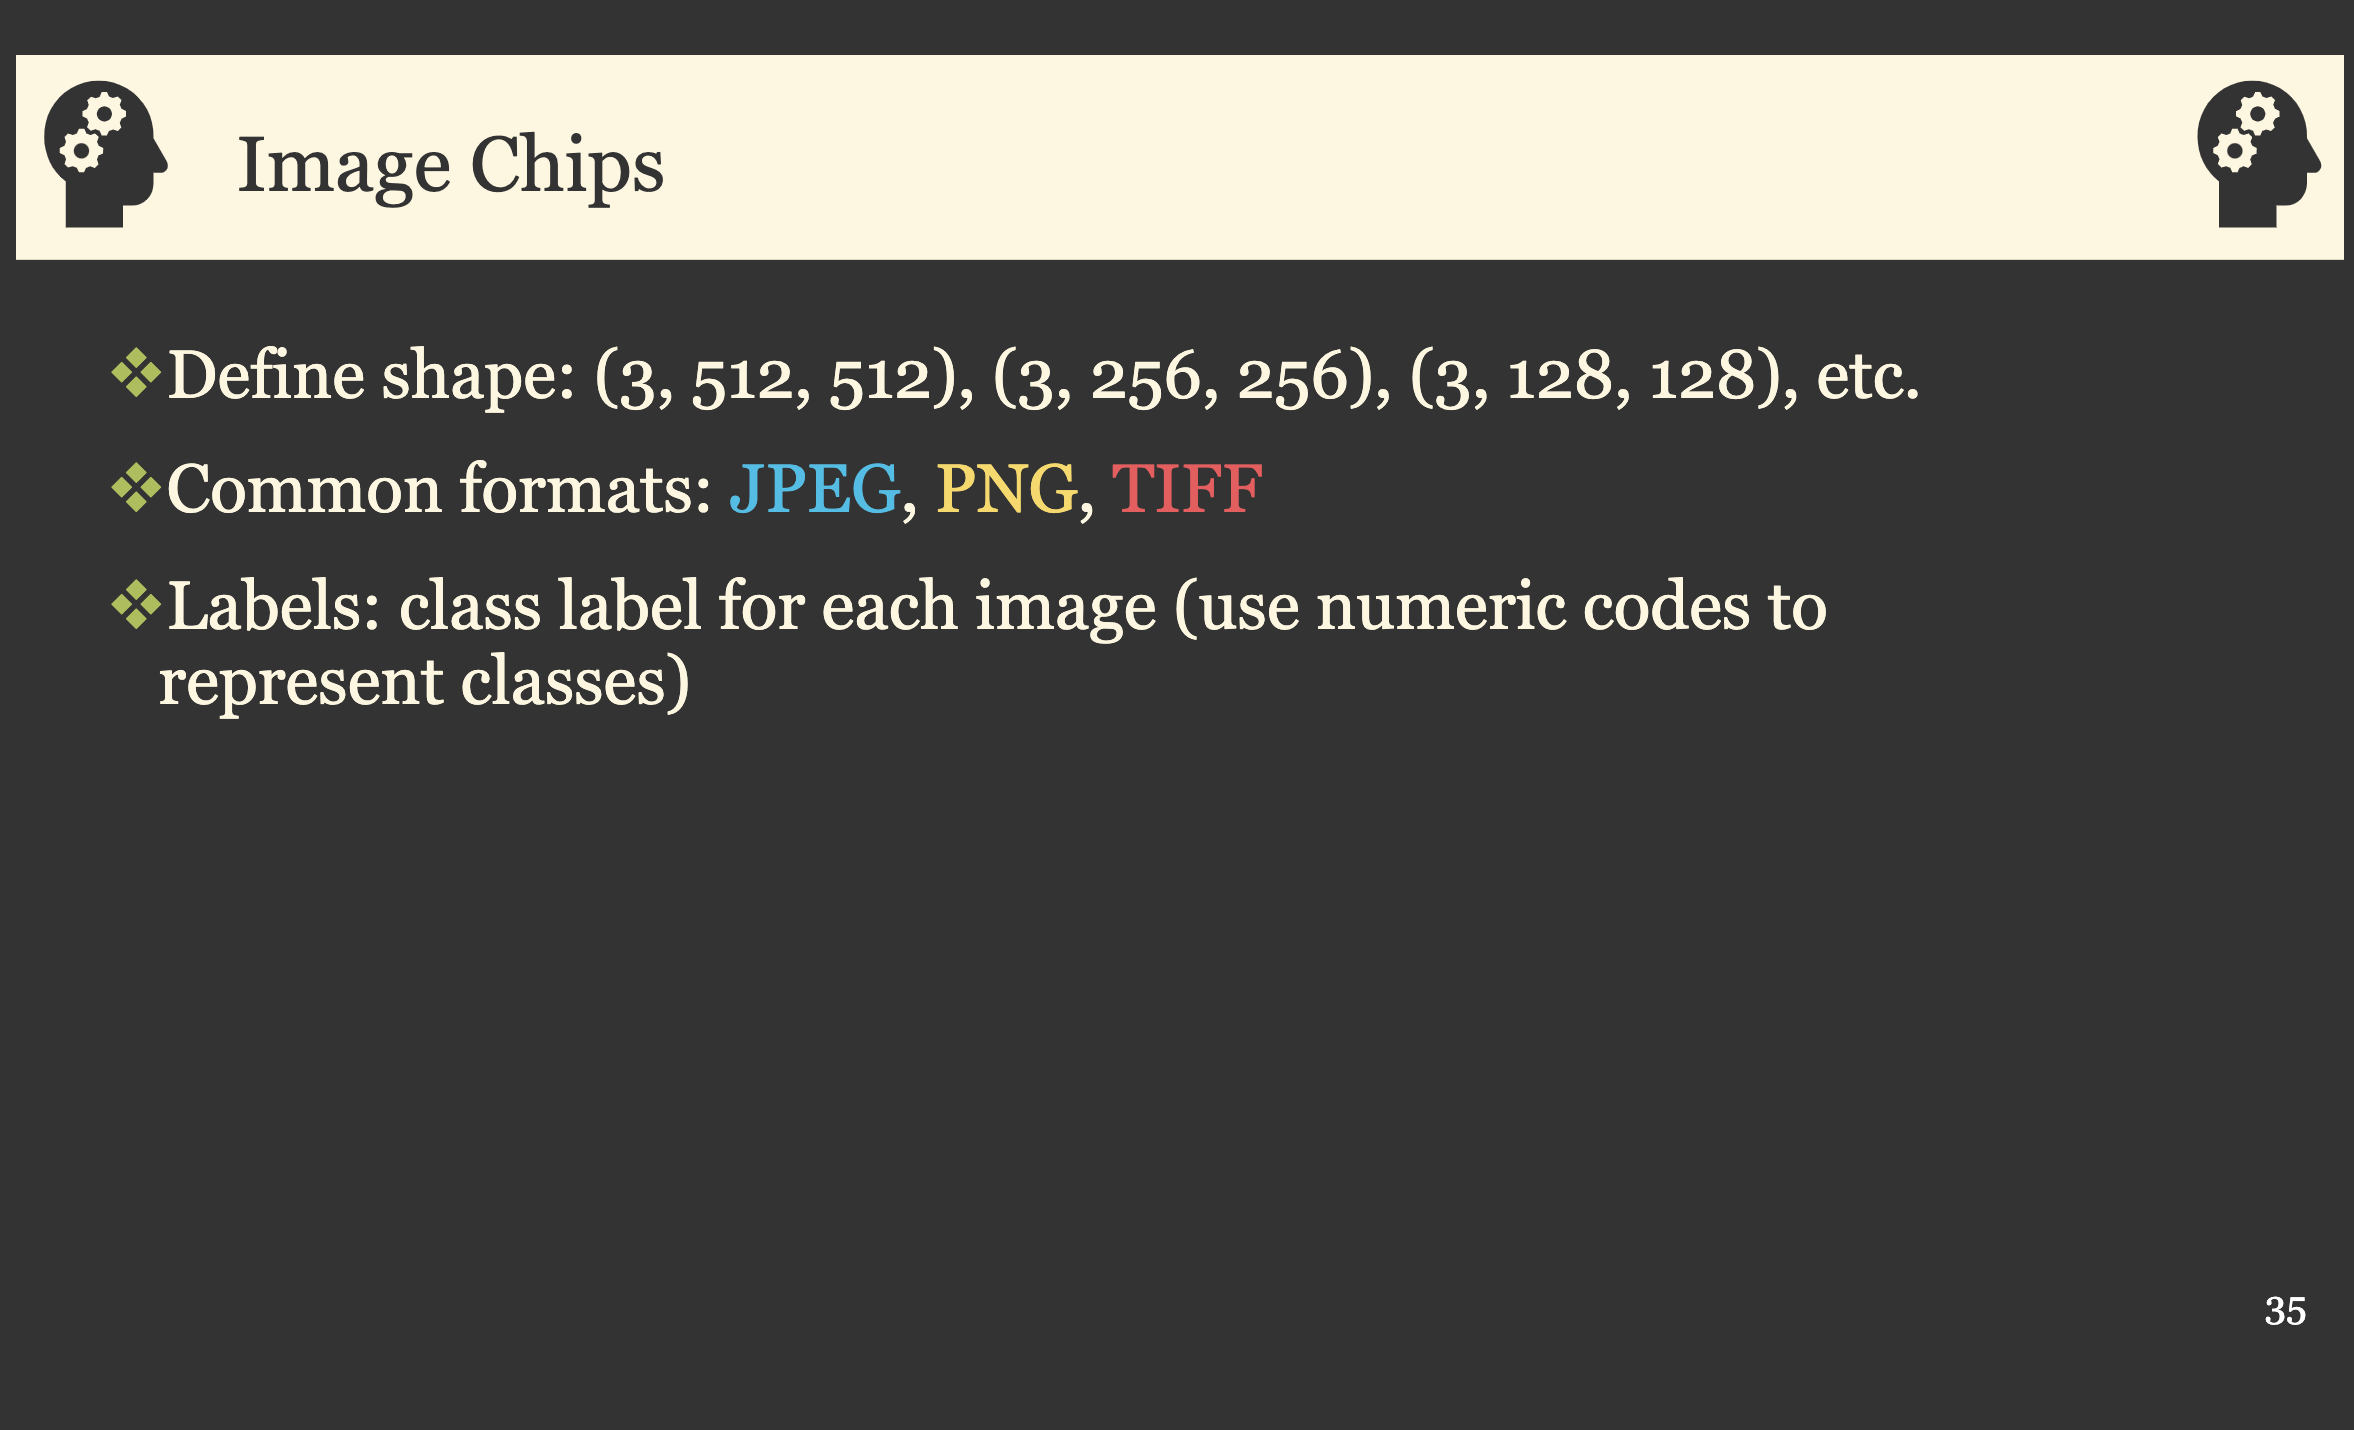 Image Chips
❖Define shape: (3, 512, 512), (3, 256, 256), (3, 128, 128), etc.
❖Common formats: JPEG, PNG, TIFF
❖Labels: class label for each image (use numeric codes to
represent classes)
35